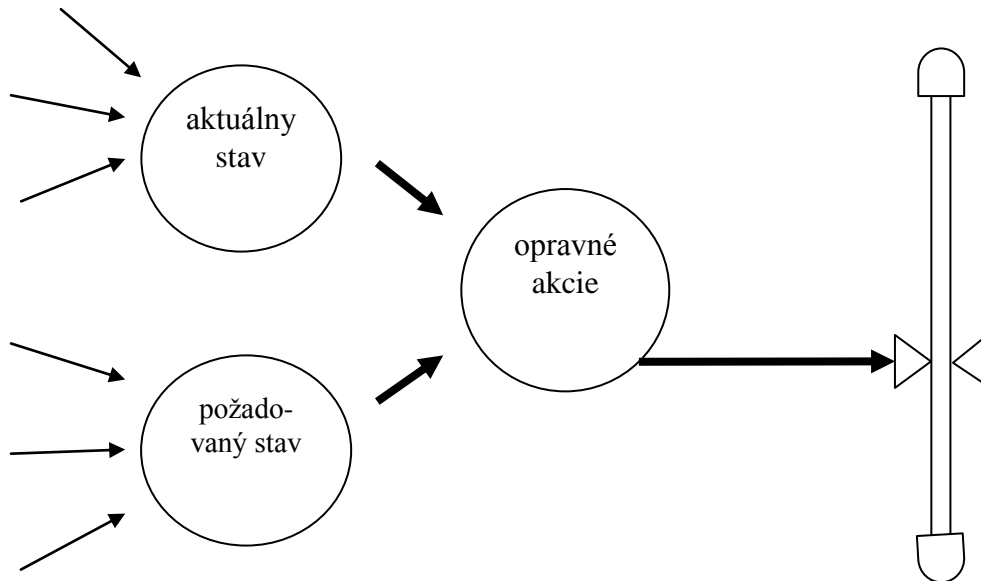 aktuálny
stav
opravné
akcie
požado-
vaný stav